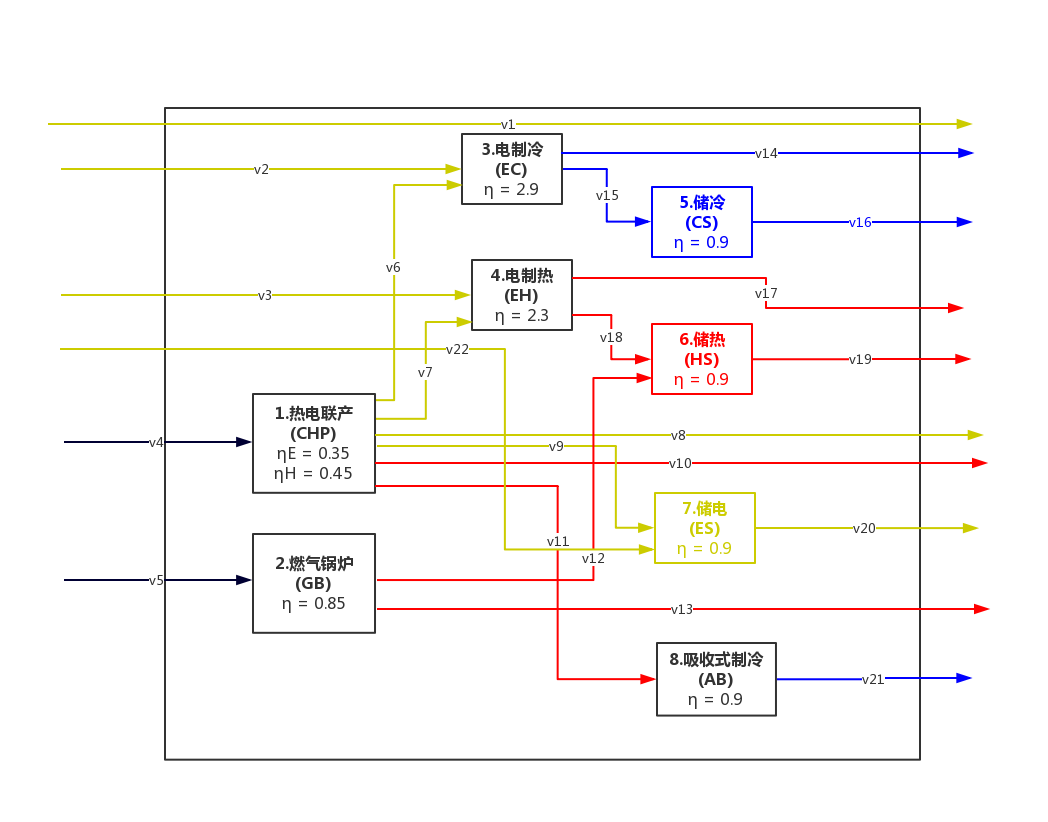 v1
3.电制冷
(EC)
η = 2.9
v14
v2
v15
5.储冷
(CS)
η = 0.9
v16
v6
4.电制热
(EH)
η = 2.3
v3
v17
v18
6.储热
(HS)
η = 0.9
v19
v22
v7
1.热电联产
(CHP)
ηE = 0.35
ηH = 0.45
v4
v8
v9
v10
7.储电
(ES)
η = 0.9
v20
v11
v12
2.燃气锅炉
(GB)
η = 0.85
v5
v13
8.吸收式制冷
(AB)
η = 0.9
v21